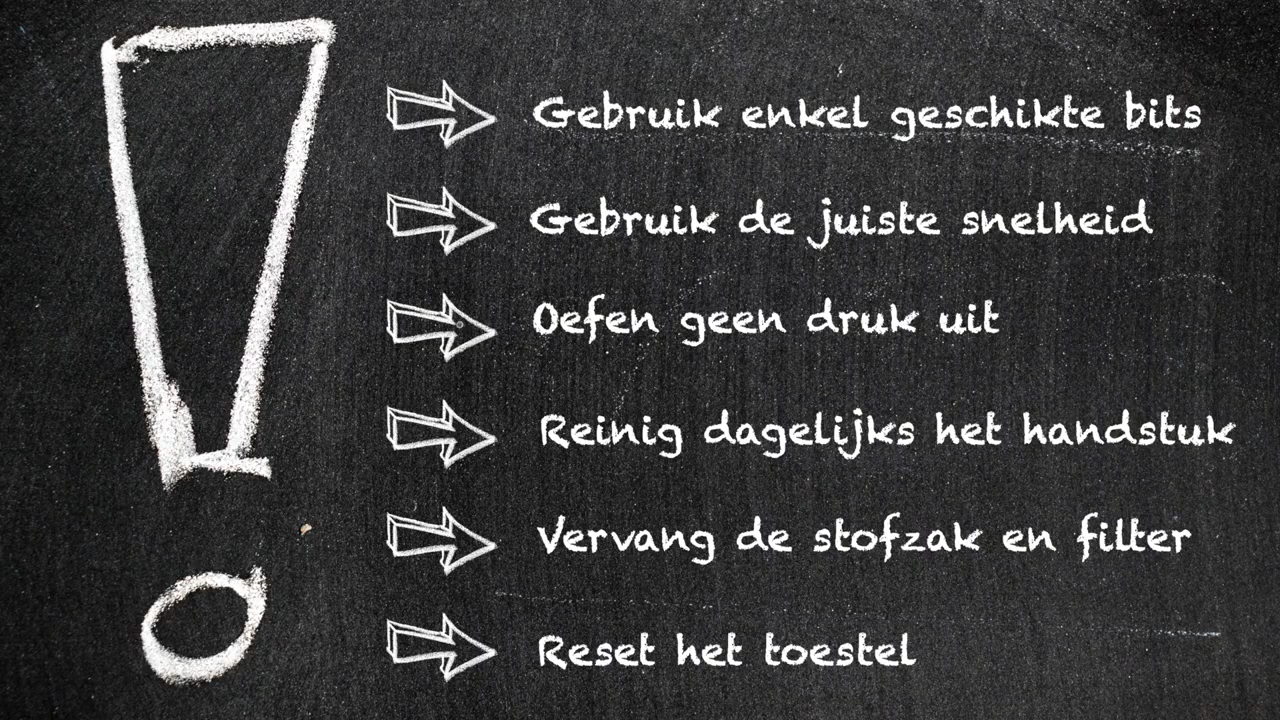 Gebruik enkel geschikte bits
Gebruik de juiste snelheid
Oefen geen druk uit
Reinig dagelijks het handstuk
Vervang de stofzak en filter
Reset het toestel